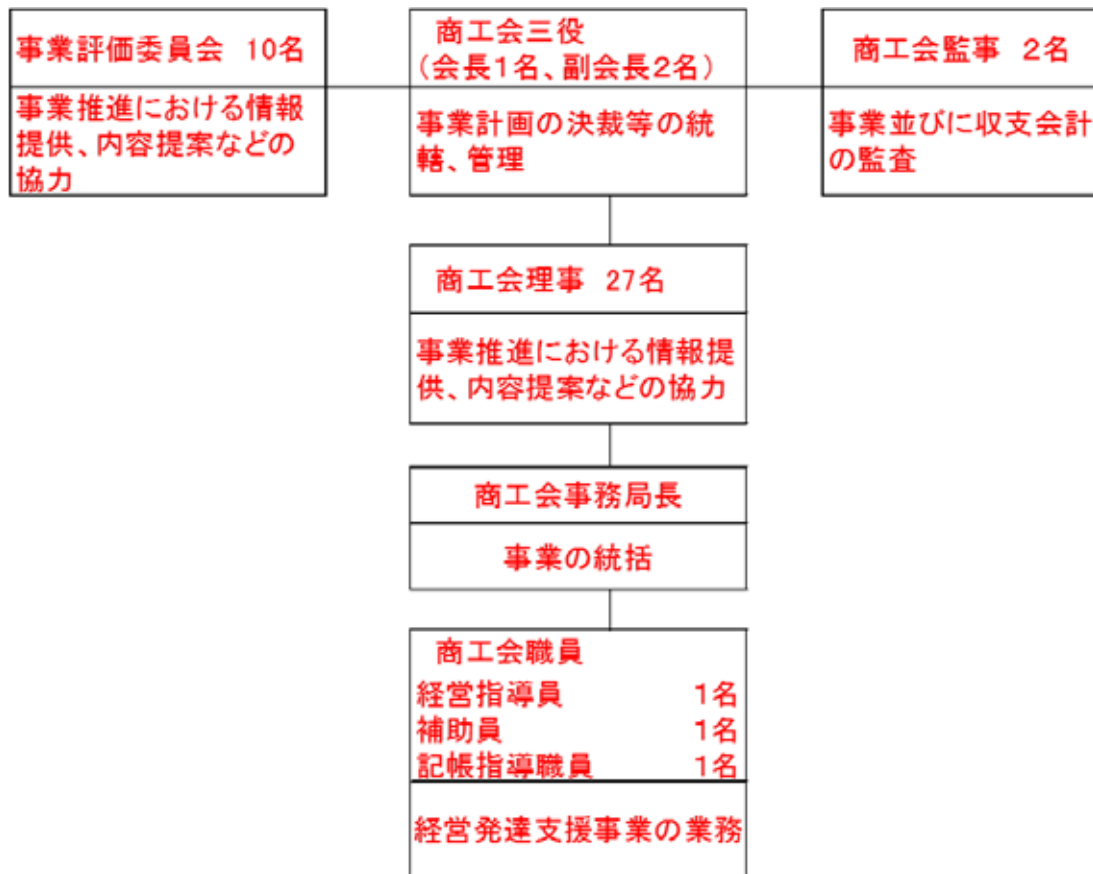 事業評価委員会 10名
事業推進における情報
提供、内容提案などの
協力
商工会三役
(会長1名、副会長2名)
事業計画の決裁等の統
轄、管理
商工会監事 2名
事業並びに収支会計
の監査
商工会理事 27名
事業推進における情報提
供、内容提案などの協力
商工会事務局長
事業の統括
商工会職員
経営指導員 1名
補助員 1名
記帳指導職員 1名
経営発達支援事業の業務